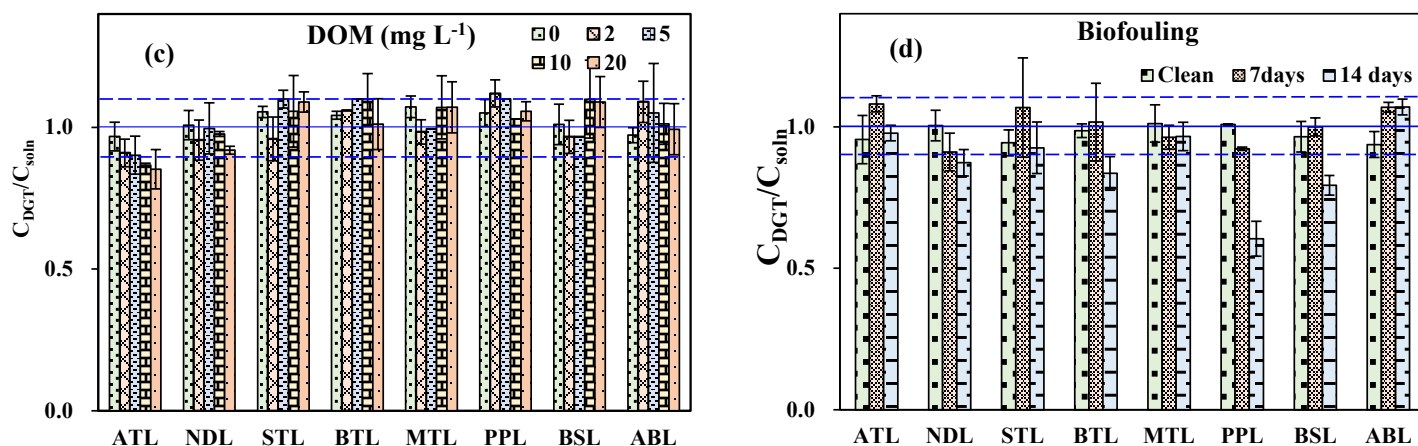 (c)
DOM (mg L⁻¹)
0 2 5
10 20
C_DGT/C_soln
1.0
0.5
0.0
ATL NDL STL BTL MTL PPL BSL ABL
(d)
Biofouling
Clean 7days 14 days
C_DGT/C_soln
1.0
0.5
0.0
ATL NDL STL BTL MTL PPL BSL ABL